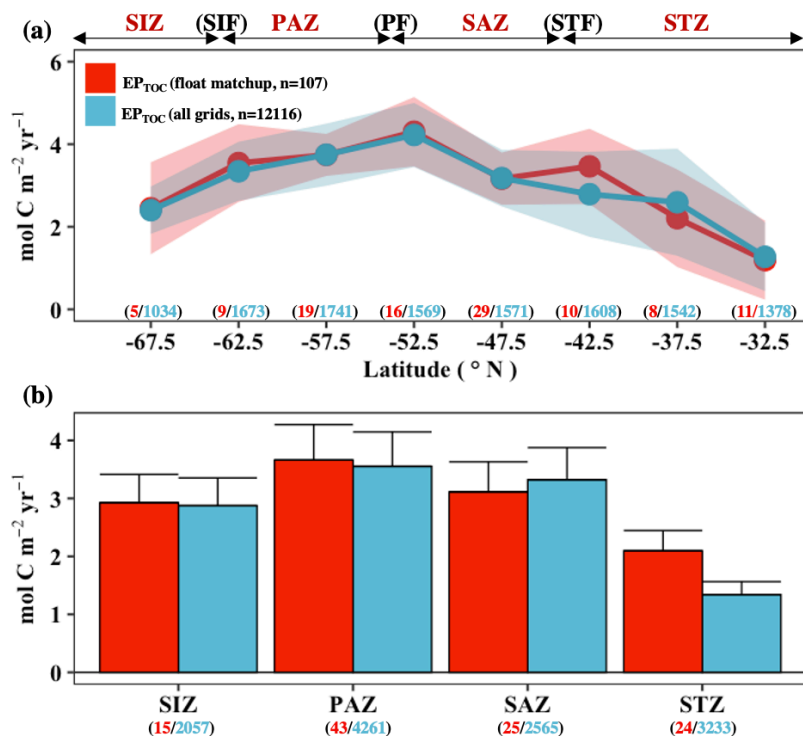 (a)
SIZ (SIF) PAZ (PF) SAZ (STF) STZ
6
EP_TOC (float matchup, n=107)
EP_TOC (all grids, n=12116)
4
2
0
mol C m⁻² yr⁻¹
(5/1034) (9/1673) (19/1741) (16/1569) (29/1571) (10/1608) (8/1542) (11/1378)
-67.5 -62.5 -57.5 -52.5 -47.5 -42.5 -37.5 -32.5
Latitude ( ° N )
(b)
4
3
2
1
0
mol C m⁻² yr⁻¹
SIZ PAZ SAZ STZ
(15/2057) (43/4261) (25/2565) (24/3233)